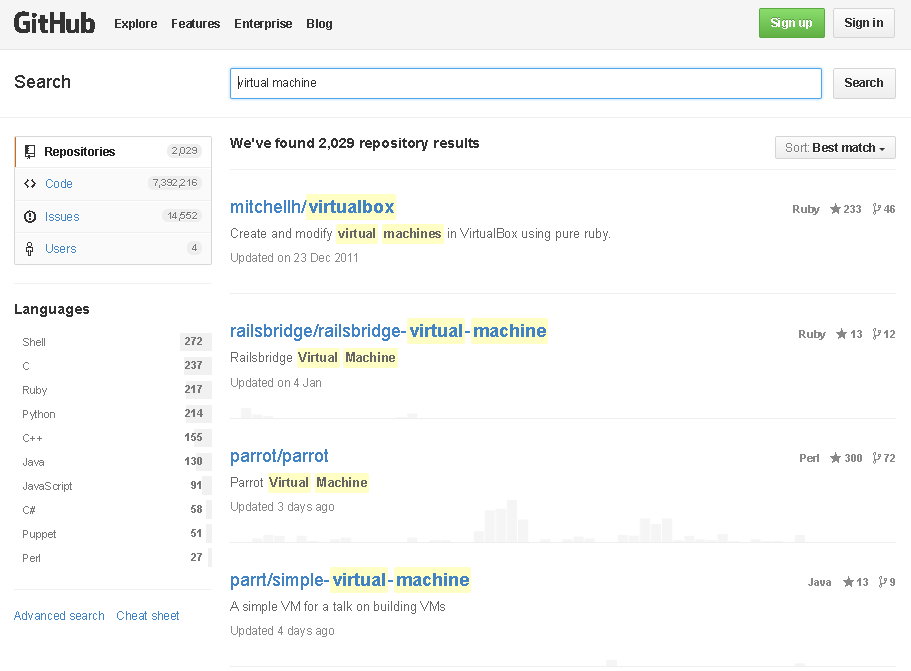 GitHub Explore Features Enterprise Blog Sign up Sign in
Search virtual machine Search
Repositories 2,029
Code 7,392,216
Issues 14,552
Users 4
Languages
Shell 272
C 237
Ruby 217
Python 214
C++ 155
Java 130
JavaScript 91
C# 58
Puppet 51
Perl 27
Advanced search Cheat sheet
We've found 2,029 repository results Sort: Best match
mitchellh/virtualbox Ruby 233 46
Create and modify virtual machines in VirtualBox using pure ruby.
Updated on 23 Dec 2011
railsbridge/railsbridge-virtual-machine Ruby 13 12
Railsbridge Virtual Machine
Updated on 4 Jan
parrot/parrot Perl 300 72
Parrot Virtual Machine
Updated 3 days ago
parrt/simple-virtual-machine Java 13 9
A simple VM for a talk on building VMs
Updated 4 days ago